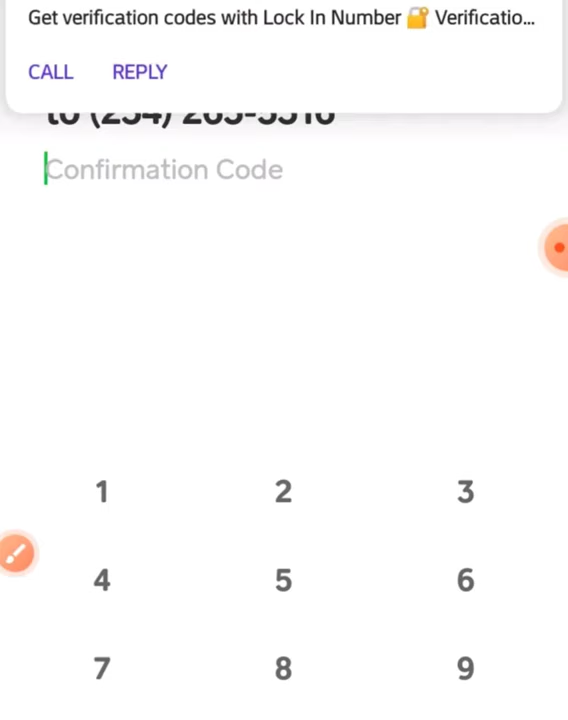 Get verification codes with Lock In Number 🔐 Verificatio...
CALL REPLY
to
Confirmation Code
1 2 3
4 5 6
7 8 9